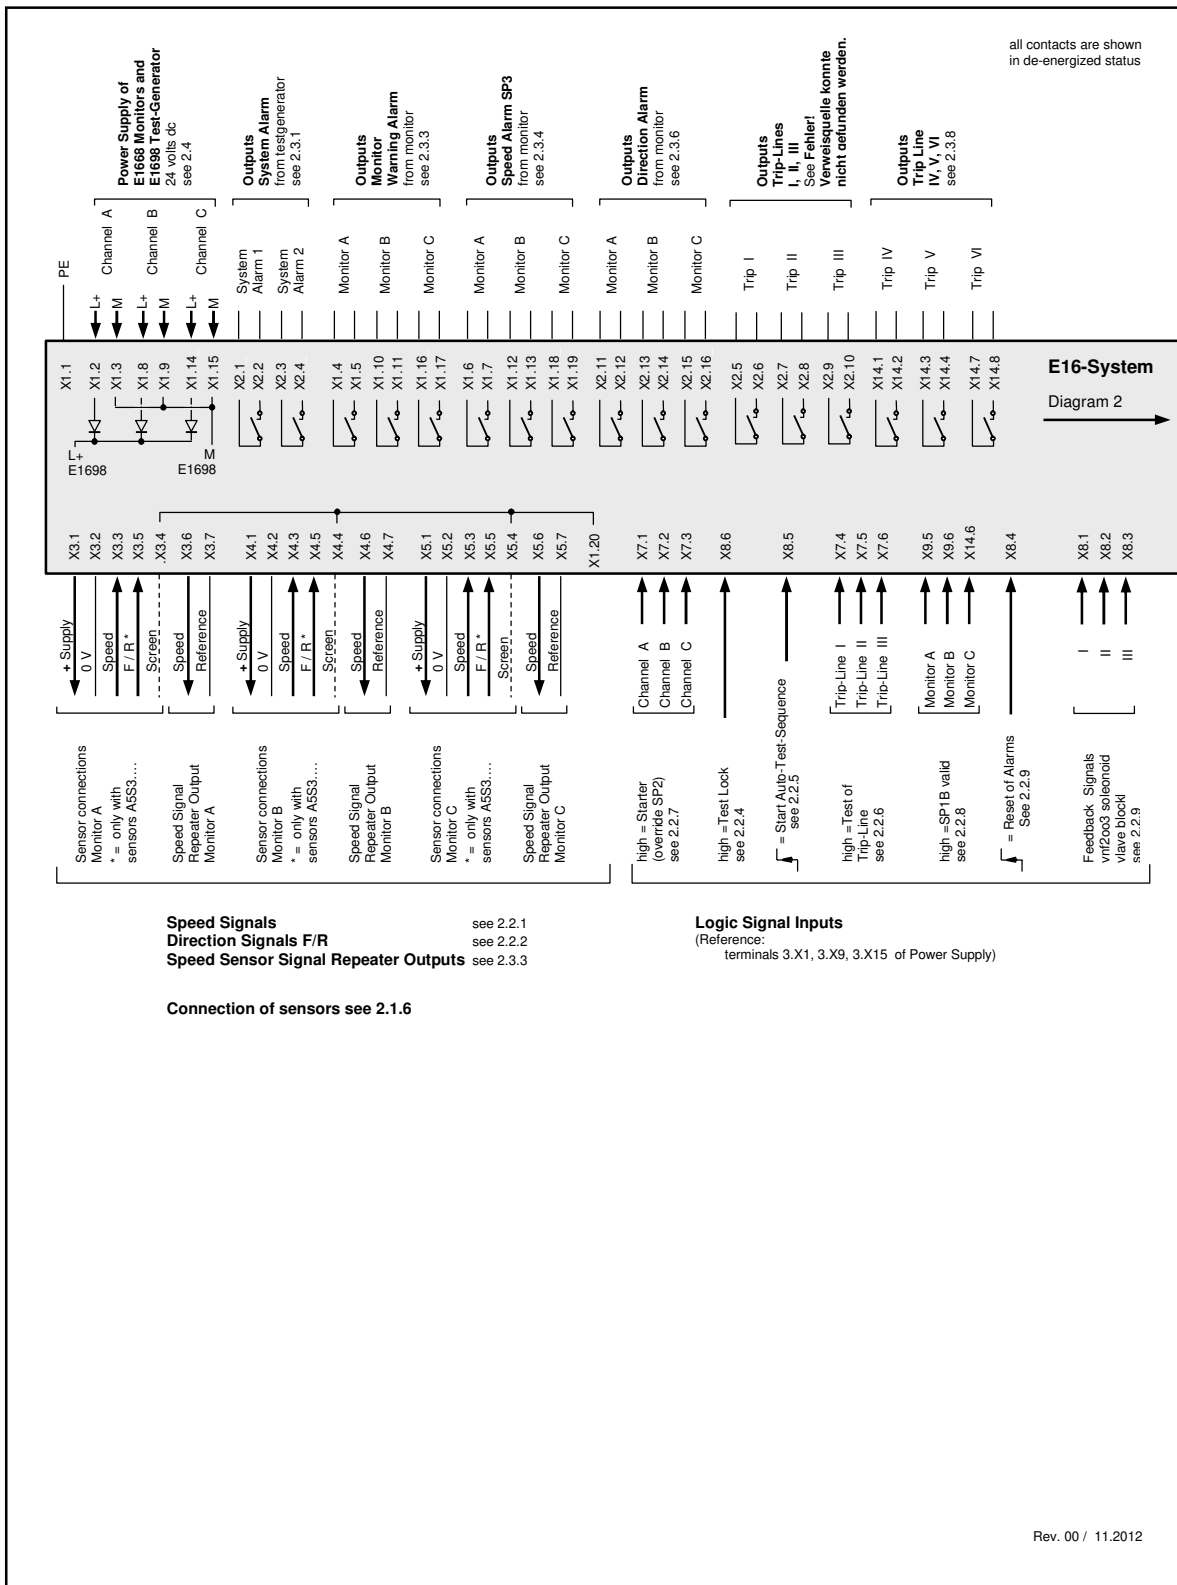 all contacts are shown
in de-energized status
Power Supply of
E1668 Monitors and
E1698 Test-Generator
24 volts dc
see 2.4
Outputs
System Alarm
from testgenerator
see 2.3.1
Outputs
Monitor
Warning Alarm
from monitor
see 2.3.3
Outputs
Speed Alarm SP3
from monitor
see 2.3.4
Outputs
Direction Alarm
from monitor
see 2.3.6
Outputs
Trip-Lines
I, II, III
See Fehler!
Verweisquelle konnte
nicht gefunden werden.
Outputs
Trip Line
IV, V, VI
see 2.3.8
PE
Channel A
Channel B
Channel C
L+
M
L+
M
L+
M
System
Alarm 1
System
Alarm 2
Monitor A
Monitor B
Monitor C
Monitor A
Monitor B
Monitor C
Monitor A
Monitor B
Monitor C
Trip I
Trip II
Trip III
Trip IV
Trip V
Trip VI
X1.1
X1.2
X1.3
X1.8
X1.9
X1.14
X1.15
X2.1
X2.2
X2.3
X2.4
X1.4
X1.5
X1.10
X1.11
X1.16
X1.17
X1.6
X1.7
X1.12
X1.13
X1.18
X1.19
X2.11
X2.12
X2.13
X2.14
X2.15
X2.16
X2.5
X2.6
X2.7
X2.8
X2.9
X2.10
X14.1
X14.2
X14.3
X14.4
X14.7
X14.8
E16-System
Diagram 2
L+
E1698
M
E1698
X3.1
X3.2
X3.3
X3.5
.X3.4
X3.6
X3.7
X4.1
X4.2
X4.3
X4.5
X4.4
X4.6
X4.7
X5.1
X5.2
X5.3
X5.5
X5.4
X5.6
X5.7
X1.20
X7.1
X7.2
X7.3
X8.6
X8.5
X7.4
X7.5
X7.6
X9.5
X9.6
X14.6
X8.4
X8.1
X8.2
X8.3
+ Supply
0 V
Speed
F / R *
Screen
Speed
Reference
+ Supply
0 V
Speed
F / R *
Screen
Speed
Reference
+ Supply
0 V
Speed
F / R *
Screen
Speed
Reference
Channel A
Channel B
Channel C
Trip-Line I
Trip-Line II
Trip-Line III
Monitor A
Monitor B
Monitor C
I
II
III
Sensor connections
Monitor A
* = only with
sensors A5S3....
Speed Signal
Repeater Output
Monitor A
Sensor connections
Monitor B
* = only with
sensors A5S3....
Speed Signal
Repeater Output
Monitor B
Sensor connections
Monitor C
* = only with
sensors A5S3....
Speed Signal
Repeater Output
Monitor C
high = Starter
(override SP2)
see 2.2.7
high =Test Lock
see 2.2.4
= Start Auto-Test-Sequence
see 2.2.5
high =Test of
Trip-Line
see 2.2.6
high =SP1B valid
see 2.2.8
= Reset of Alarms
See 2.2.9
Feedback Signals
vnf2oo3 soleonoid
vlave blockl
see 2.2.9
Speed Signals see 2.2.1
Direction Signals F/R see 2.2.2
Speed Sensor Signal Repeater Outputs see 2.3.3
Connection of sensors see 2.1.6
Logic Signal Inputs
(Reference:
terminals 3.X1, 3.X9, 3.X15 of Power Supply)
Rev. 00 / 11.2012